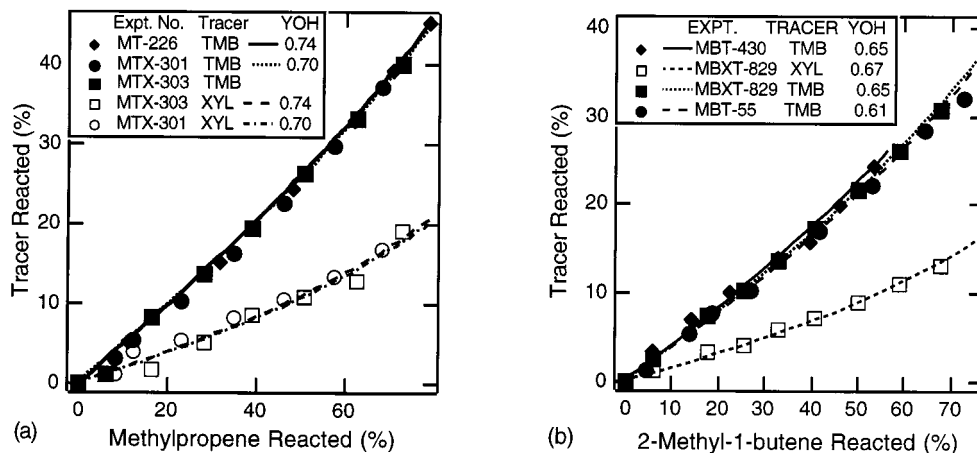 Expt. No. Tracer YOH
MT-226 TMB 0.74
MTX-301 TMB 0.70
MTX-303 TMB
MTX-303 XYL 0.74
MTX-301 XYL 0.70
40
30
20
10
0
Tracer Reacted (%)
0 20 40 60
Methylpropene Reacted (%)
(a)
EXPT. TRACER YOH
MBT-430 TMB 0.65
MBXT-829 XYL 0.67
MBXT-829 TMB 0.65
MBT-55 TMB 0.61
40
30
20
10
0
Tracer Reacted (%)
0 10 20 30 40 50 60 70
2-Methyl-1-butene Reacted (%)
(b)